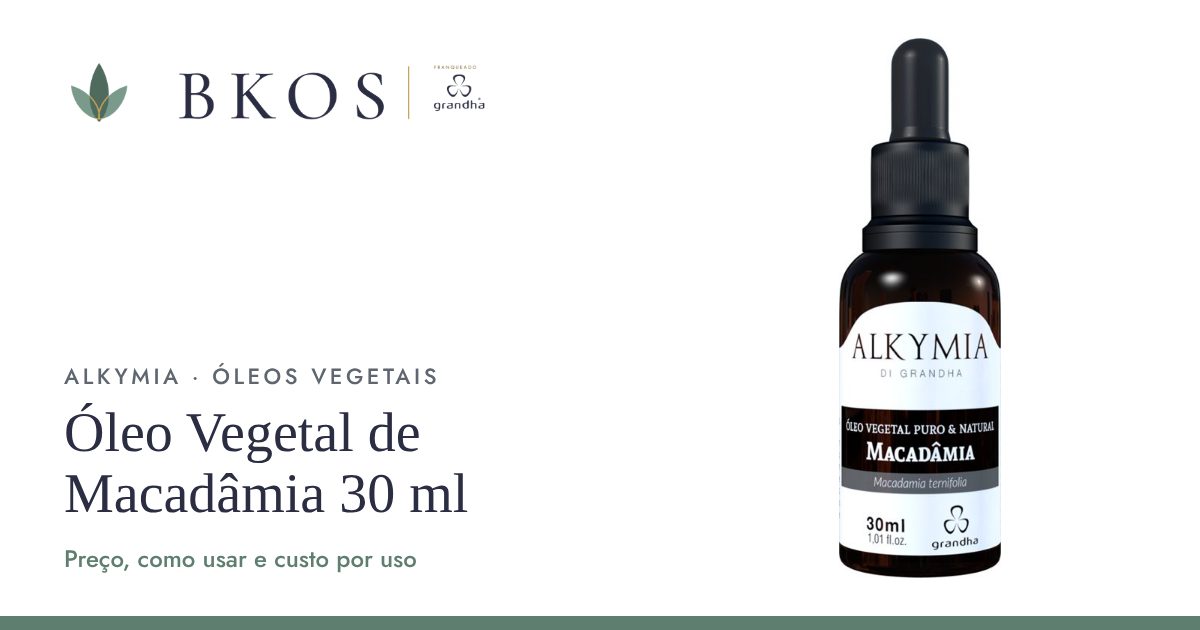 BKOS
FRANQUEADO
grandha
ALKYMIA · ÓLEOS VEGETAIS
Óleo Vegetal de
Macadâmia 30 ml
Preço, como usar e custo por uso
ALKYMIA
DI GRANDHA
ÓLEO VEGETAL PURO & NATURAL
MACADÂMIA
Macadamia ternifolia
30ml
1,01 fl.oz.
grandha